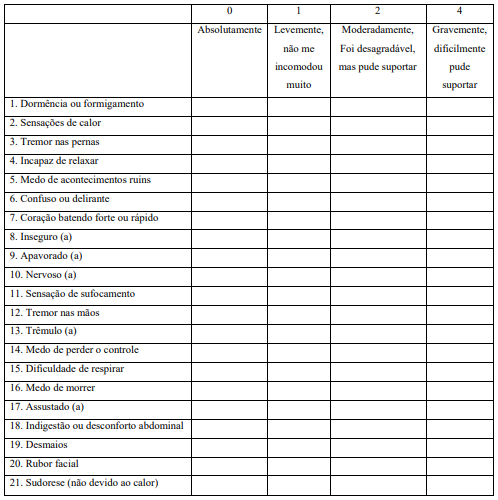 0 1 2 4
Absolutamente Levemente, Moderadamente, Gravemente,
não me Foi desagradável, dificilmente
incomodou mas pude suportar pude
muito suportar
1. Dormência ou formigamento
2. Sensações de calor
3. Tremor nas pernas
4. Incapaz de relaxar
5. Medo de acontecimentos ruins
6. Confuso ou delirante
7. Coração batendo forte ou rápido
8. Inseguro (a)
9. Apavorado (a)
10. Nervoso (a)
11. Sensação de sufocamento
12. Tremor nas mãos
13. Trêmulo (a)
14. Medo de perder o controle
15. Dificuldade de respirar
16. Medo de morrer
17. Assustado (a)
18. Indigestão ou desconforto abdominal
19. Desmaios
20. Rubor facial
21. Sudorese (não devido ao calor)